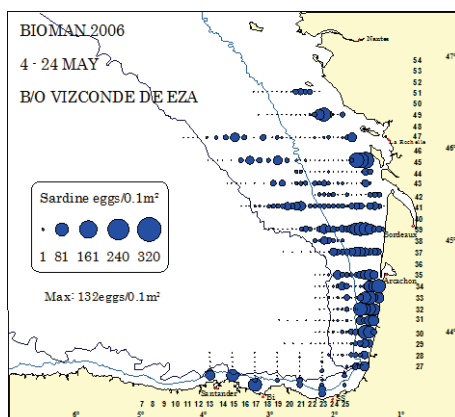 BIOMAN 2006
4 - 24 MAY
B/O VIZCONDE DE EZA
Nantes
47°
54
53
52
51
50
49
48
47
La Rochelle
46
46°
45
44
43
42
41
40
39
Bordeaux
38
45°
37
36
35
Arcachon
34
33
32
31
30
44°
29
28
27
Sardine eggs/0.1m²
1 81 161 240 320
Max: 132eggs/0.1m²
Santander
Bi
SS
7 8 9 10 11 12 13 14 15 16 17 18 19 20 21 22 23 24 25
6° 5° 4° 3° 2° 1°